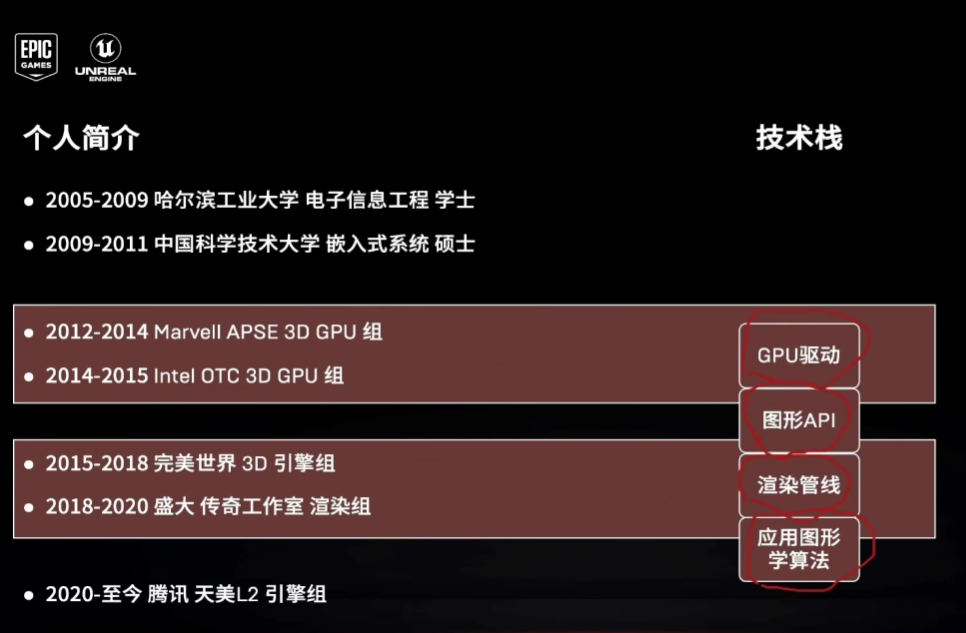 EPIC
GAMES
UNREAL
ENGINE
个人简介
技术栈
2005-2009 哈尔滨工业大学 电子信息工程 学士
2009-2011 中国科学技术大学 嵌入式系统 硕士
2012-2014 Marvell APSE 3D GPU 组
2014-2015 Intel OTC 3D GPU 组
GPU驱动
图形API
2015-2018 完美世界 3D 引擎组
2018-2020 盛大 传奇工作室 渲染组
渲染管线
应用图形
学算法
2020-至今 腾讯 天美L2 引擎组